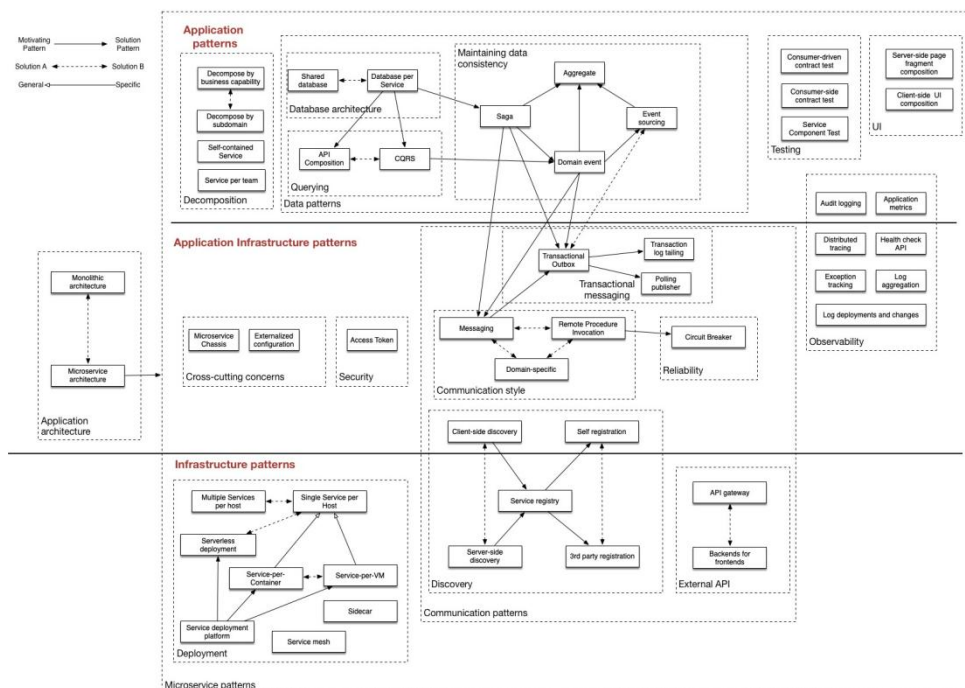 Motivating
Pattern
Solution
Pattern
Solution A
Solution B
General
Specific
Application
patterns
Decompose by
business capability
Decompose by
subdomain
Self-contained
Service
Service per team
Decomposition
Shared
database
Database per
Service
Database architecture
API
Composition
CQRS
Querying
Data patterns
Maintaining data
consistency
Aggregate
Saga
Event
sourcing
Domain event
Consumer-driven
contract test
Consumer-side
contract test
Service
Component Test
Testing
Server-side page
fragment
composition
Client-side UI
composition
UI
Audit logging
Application
metrics
Distributed
tracing
Health check
API
Exception
tracking
Log
aggregation
Log deployments and changes
Observability
Application Infrastructure patterns
Monolithic
architecture
Microservice
architecture
Application
architecture
Microservice
Chassis
Externalized
configuration
Cross-cutting concerns
Access Token
Security
Transactional
Outbox
Transaction
log tailing
Polling
publisher
Transactional
messaging
Messaging
Remote Procedure
Invocation
Domain-specific
Communication style
Circuit Breaker
Reliability
Infrastructure patterns
Multiple Services
per host
Single Service per
Host
Serverless
deployment
Service-per-
Container
Service-per-VM
Sidecar
Service deployment
platform
Service mesh
Deployment
Client-side discovery
Self registration
Service registry
Server-side
discovery
3rd party registration
Discovery
Communication patterns
API gateway
Backends for
frontends
External API
Microservice patterns